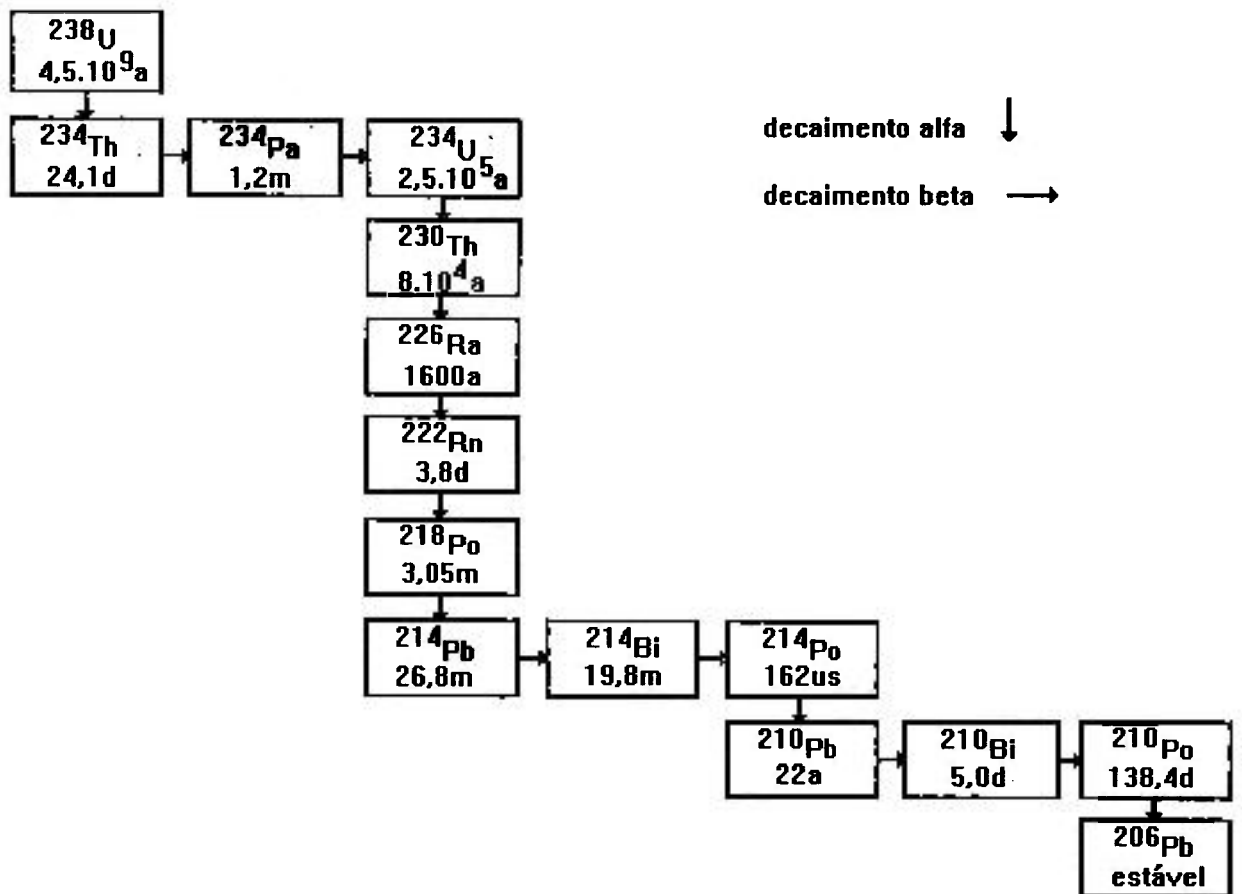 ²³⁸U
4,5.10⁹a
²³⁴Th
24,1d
²³⁴Pa
1,2m
²³⁴U
2,5.10⁵a
decaimento alfa ↓
decaimento beta →
²³⁰Th
8.10⁴a
²²⁶Ra
1600a
²²²Rn
3,8d
²¹⁸Po
3,05m
²¹⁴Pb
26,8m
²¹⁴Bi
19,8m
²¹⁴Po
162us
²¹⁰Pb
22a
²¹⁰Bi
5,0d
²¹⁰Po
138,4d
²⁰⁶Pb
estável